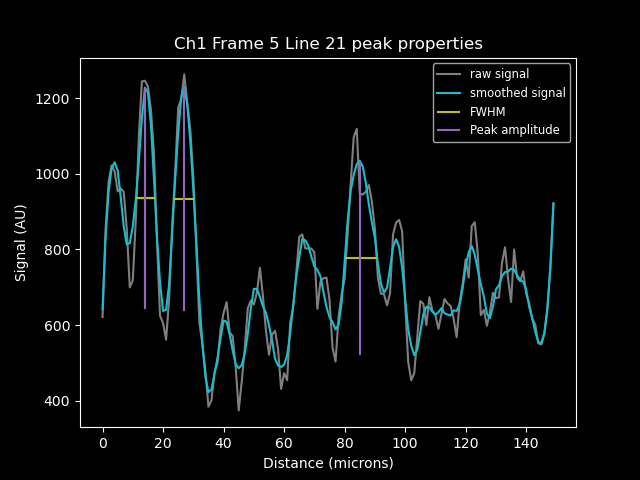 Ch1 Frame 5 Line 21 peak properties
raw signal
smoothed signal
FWHM
Peak amplitude
Signal (AU)
1200
1000
800
600
400
0 20 40 60 80 100 120 140
Distance (microns)